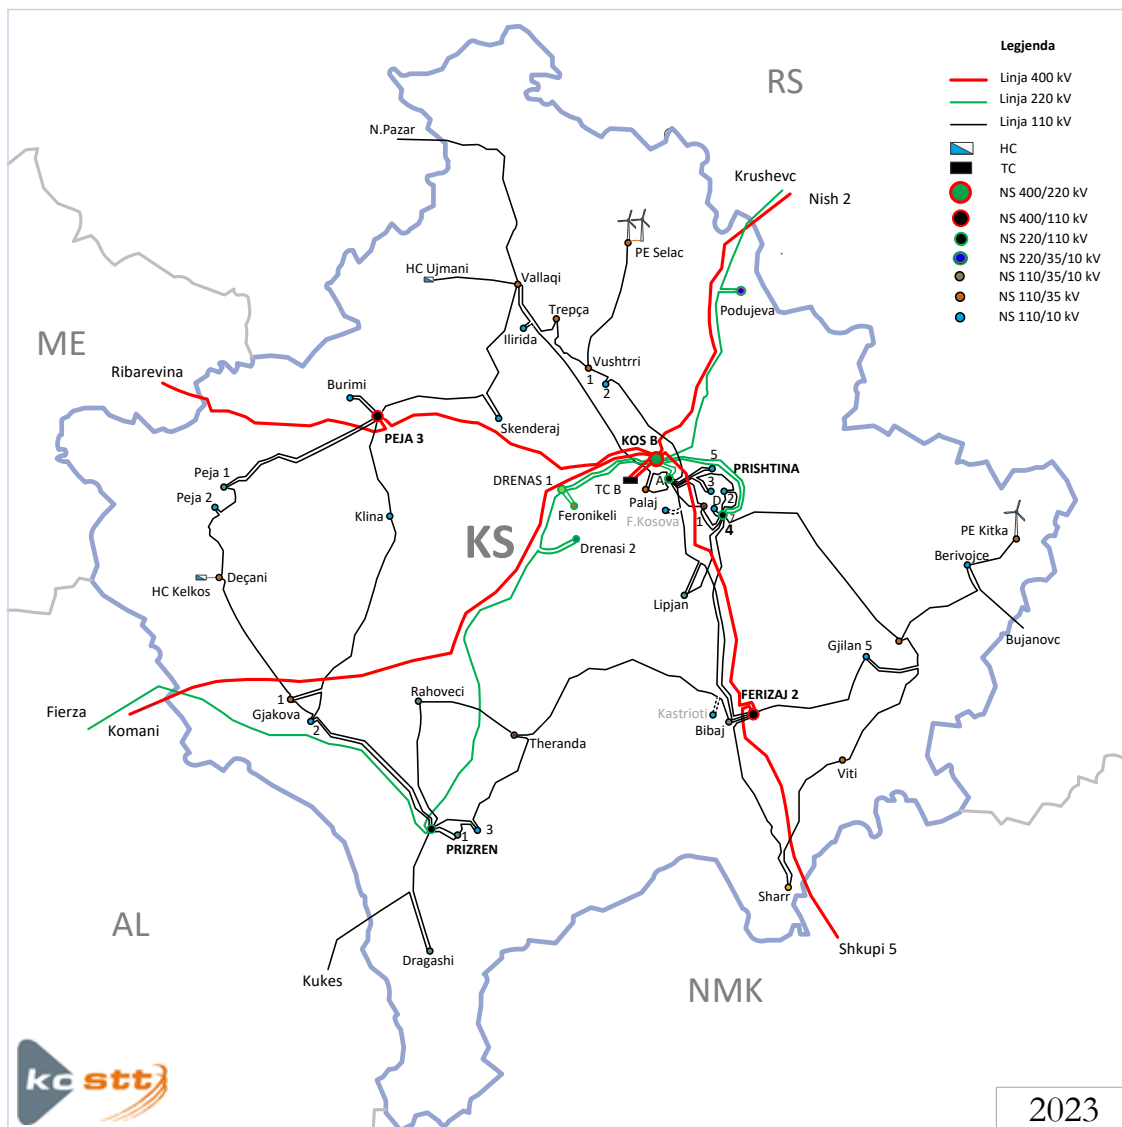 Legjenda
Linja 400 kV
Linja 220 kV
Linja 110 kV
HC
TC
NS 400/220 kV
NS 400/110 kV
NS 220/110 kV
NS 220/35/10 kV
NS 110/35/10 kV
NS 110/35 kV
NS 110/10 kV
RS
N.Pazar
Krushevc
Nish 2
PE Selac
HC Ujmani
Vallaqi
Trepça
Ilirida
Podujeva
ME
Ribarevina
Vushtrri
1
2
Burimi
Skenderaj
PEJA 3
KOS B
5
PRISHTINA
Peja 1
DRENAS 1
TC B
A
3
2
Palaj
D
Peja 2
Feronikeli
F.Kosova
1
7
4
Klina
KS
PE Kitka
Drenasi 2
Berivojce
Deçani
HC Kelkos
Lipjan
Bujanovc
Gjilan 5
Rahoveci
FERIZAJ 2
1
Gjakova
2
Fierza
Komani
Kastrioti
Bibaj
Theranda
Viti
1
3
PRIZREN
Sharr
AL
Dragashi
Shkupi 5
Kukes
NMK
kostt
2023